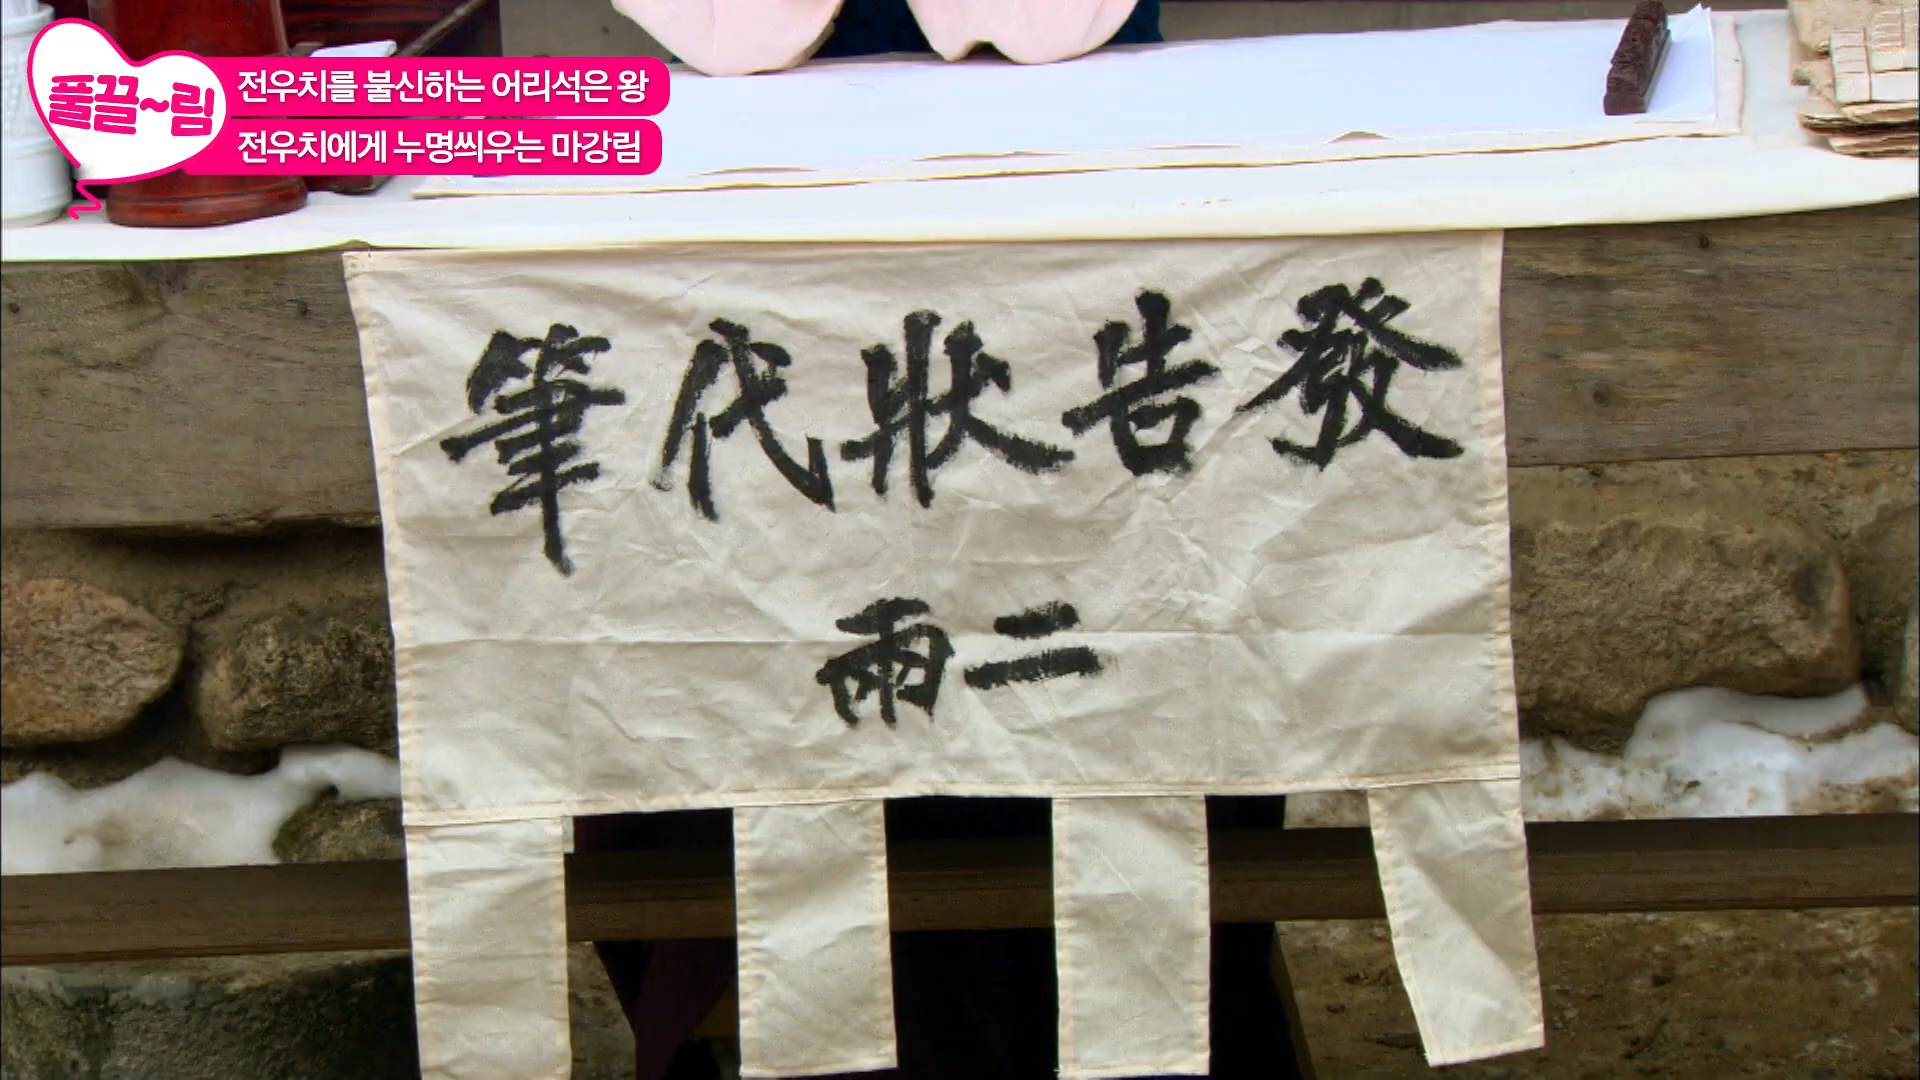 풀끌~림
전우치를 불신하는 어리석은 왕
전우치에게 누명씌우는 마강림
發告狀代筆
二兩